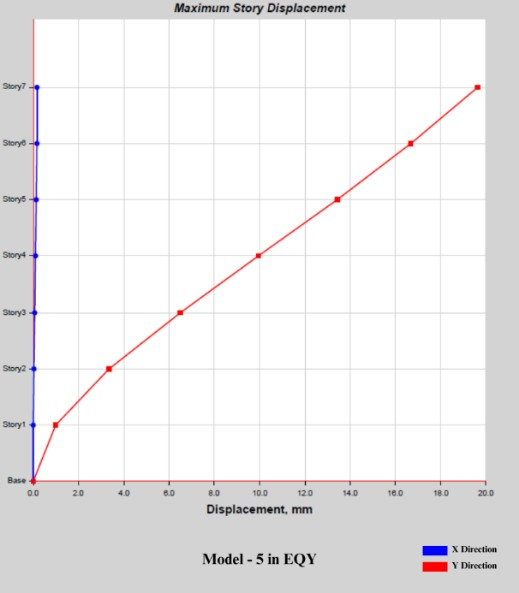 Maximum Story Displacement
Story7
Story6
Story5
Story4
Story3
Story2
Story1
Base
0.0 2.0 4.0 6.0 8.0 10.0 12.0 14.0 16.0 18.0 20.0
Displacement, mm
Model - 5 in EQY
X Direction
Y Direction